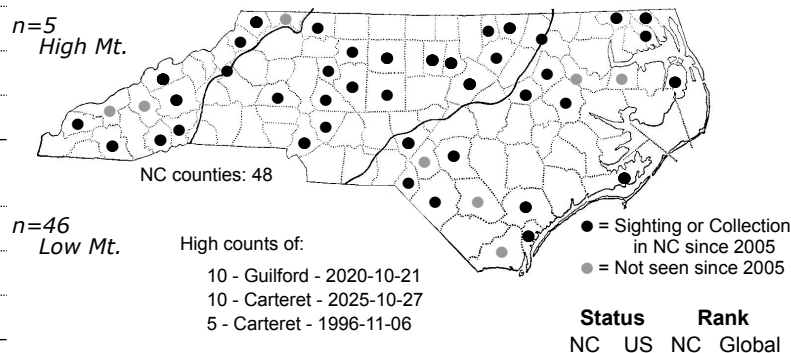 n=5
High Mt.
NC counties: 48
n=46
Low Mt.
High counts of:
10 - Guilford - 2020-10-21
10 - Carteret - 2025-10-27
5 - Carteret - 1996-11-06
= Sighting or Collection
in NC since 2005
= Not seen since 2005
Status Rank
NC US NC Global